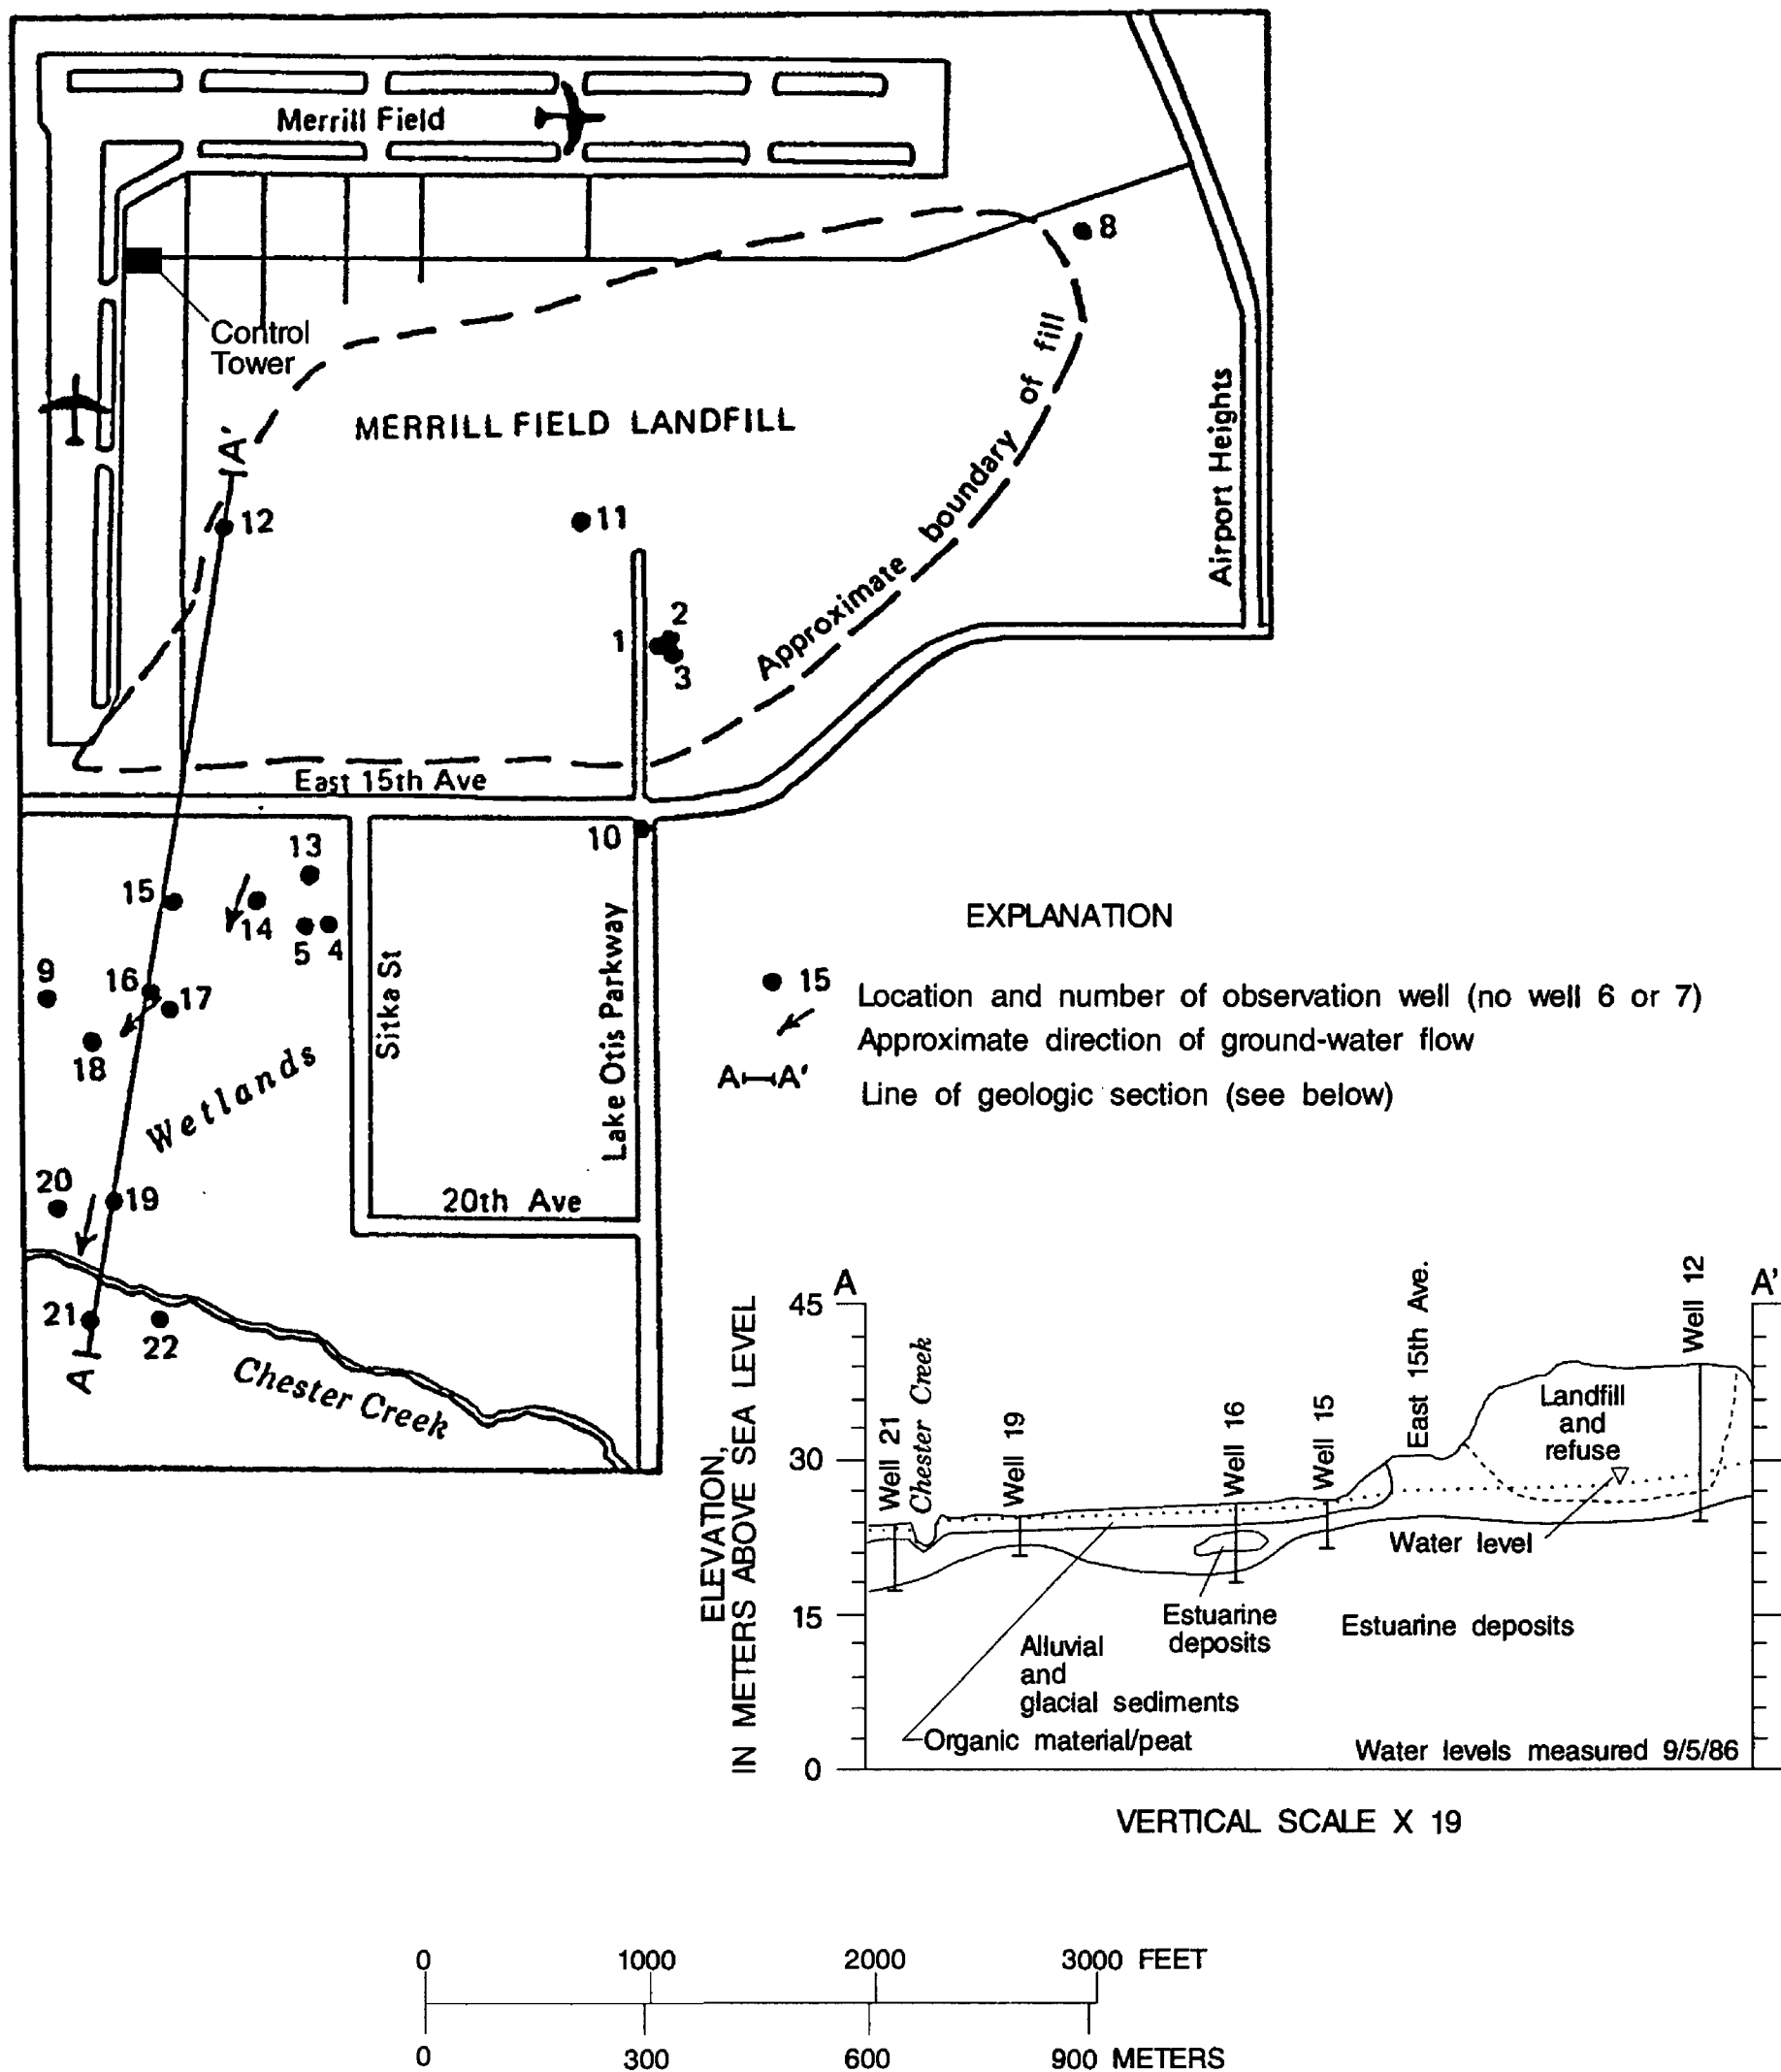 Merrill Field
8
Control
Tower
MERRILL FIELD LANDFILL
Approximate boundary of fill
Airport Heights
A'
12
11
2
1
3
East 15th Ave
10
13
15
14
5 4
9
16
17
18
Wetlands
Sitka St
Lake Otis Parkway
20
19
20th Ave
21
22
A
Chester Creek
EXPLANATION
15 Location and number of observation well (no well 6 or 7)
Approximate direction of ground-water flow
A A' Line of geologic section (see below)
A
A'
45
30
15
0
ELEVATION,
IN METERS ABOVE SEA LEVEL
Well 21
Chester Creek
Well 19
Well 16
Well 15
East 15th Ave.
Well 12
Landfill
and
refuse
Water level
Estuarine
deposits
Estuarine deposits
Alluvial
and
glacial sediments
Organic material/peat
Water levels measured 9/5/86
VERTICAL SCALE X 19
0 1000 2000 3000 FEET
0 300 600 900 METERS